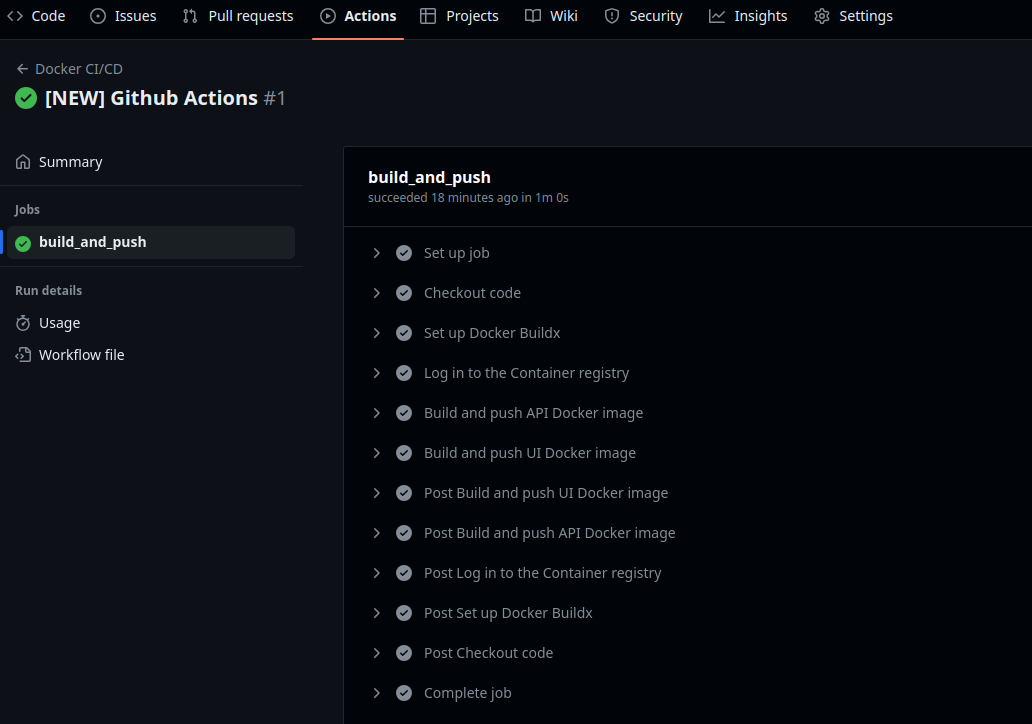 Code Issues Pull requests Actions Projects Wiki Security Insights Settings
Docker CI/CD
[NEW] Github Actions #1
Summary
Jobs
build_and_push
Run details
Usage
Workflow file
build_and_push
succeeded 18 minutes ago in 1m 0s
Set up job
Checkout code
Set up Docker Buildx
Log in to the Container registry
Build and push API Docker image
Build and push UI Docker image
Post Build and push UI Docker image
Post Build and push API Docker image
Post Log in to the Container registry
Post Set up Docker Buildx
Post Checkout code
Complete job